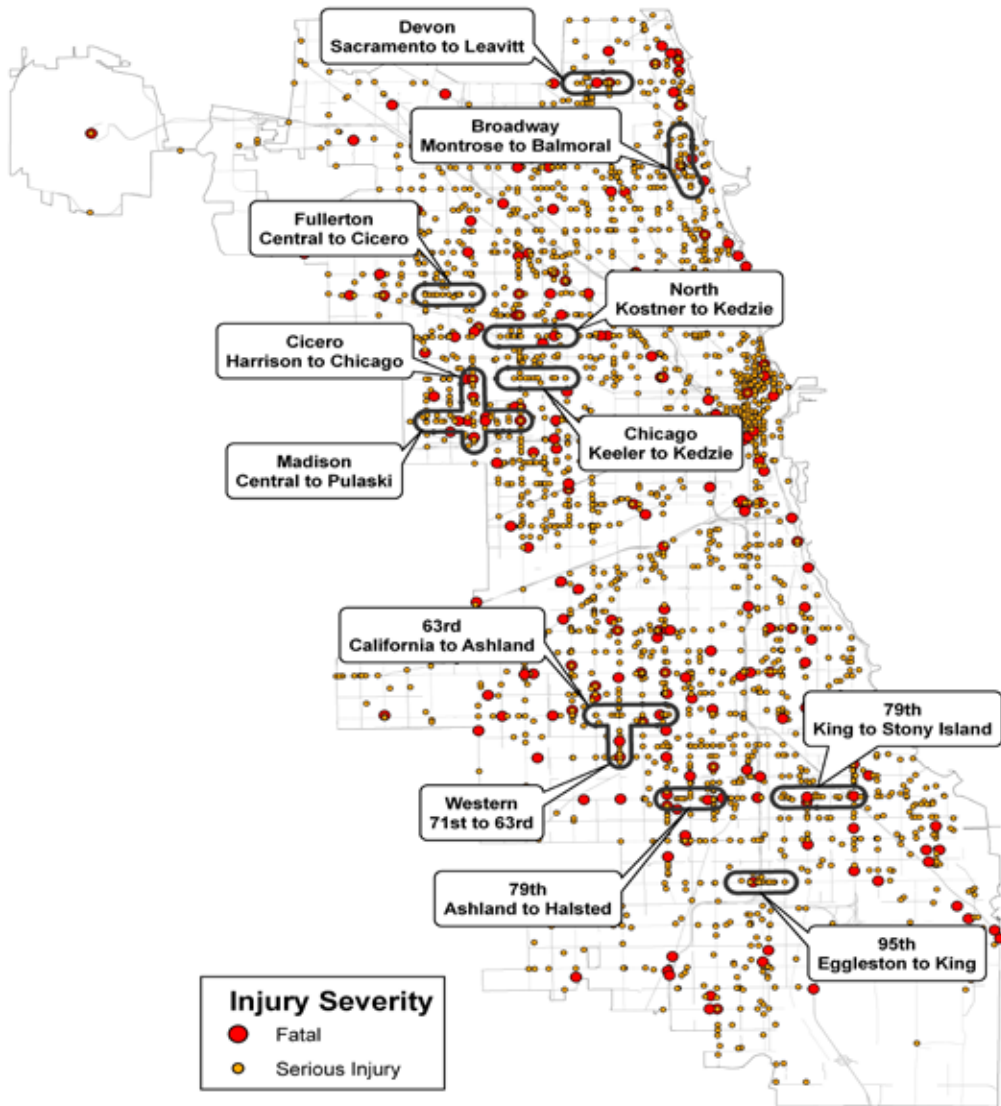 Devon
Sacramento to Leavitt
Broadway
Montrose to Balmoral
Fullerton
Central to Cicero
North
Kostner to Kedzie
Cicero
Harrison to Chicago
Chicago
Keeler to Kedzie
Madison
Central to Pulaski
63rd
California to Ashland
79th
King to Stony Island
Western
71st to 63rd
79th
Ashland to Halsted
95th
Eggleston to King
Injury Severity
Fatal
Serious Injury